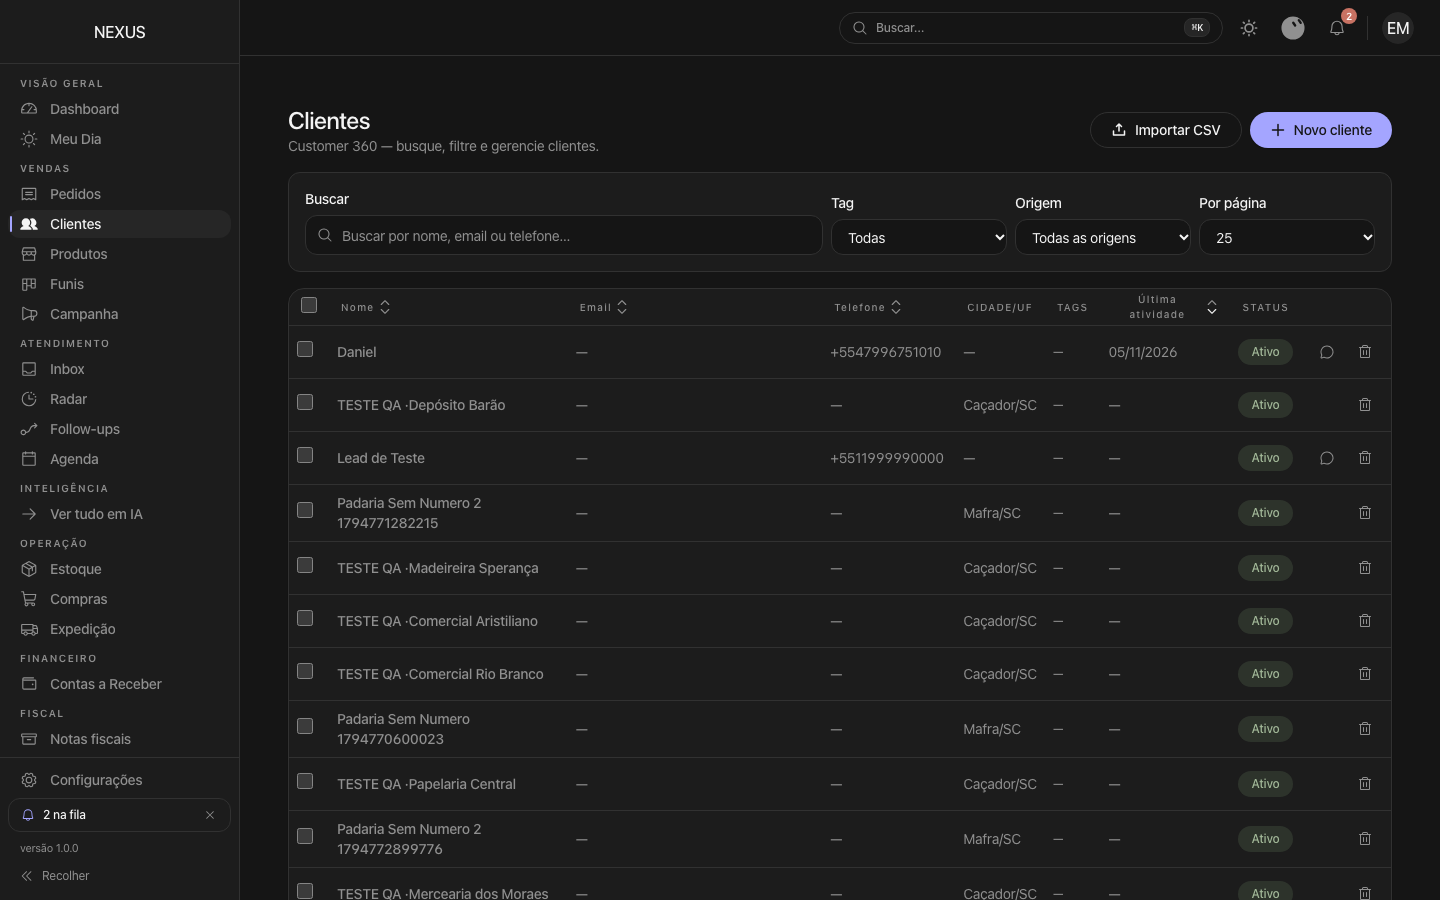 NEXUS
Buscar...
⌘K
2
EM
VISÃO GERAL
Dashboard
Meu Dia
VENDAS
Pedidos
Clientes
Produtos
Funis
Campanha
ATENDIMENTO
Inbox
Radar
Follow-ups
Agenda
INTELIGÊNCIA
Ver tudo em IA
OPERAÇÃO
Estoque
Compras
Expedição
FINANCEIRO
Contas a Receber
FISCAL
Notas fiscais
Configurações
2 na fila
versão 1.0.0
Recolher
Clientes
Customer 360 — busque, filtre e gerencie clientes.
Importar CSV
Novo cliente
Buscar
Buscar por nome, email ou telefone...
Tag
Todas
Origem
Todas as origens
Por página
25
Nome Email Telefone CIDADE/UF TAGS Última atividade STATUS
Daniel — +5547996751010 — — 05/11/2026 Ativo
TESTE QA ·Depósito Barão — — Caçador/SC — — Ativo
Lead de Teste — +5511999990000 — — — Ativo
Padaria Sem Numero 2
1794771282215 — — Mafra/SC — — Ativo
TESTE QA ·Madeireira Sperança — — Caçador/SC — — Ativo
TESTE QA ·Comercial Aristiliano — — Caçador/SC — — Ativo
TESTE QA ·Comercial Rio Branco — — Caçador/SC — — Ativo
Padaria Sem Numero
1794770600023 — — Mafra/SC — — Ativo
TESTE QA ·Papelaria Central — — Caçador/SC — — Ativo
Padaria Sem Numero 2
1794772899776 — — Mafra/SC — — Ativo
TESTE QA ·Mercearia dos Moraes — — Caçador/SC — — Ativo